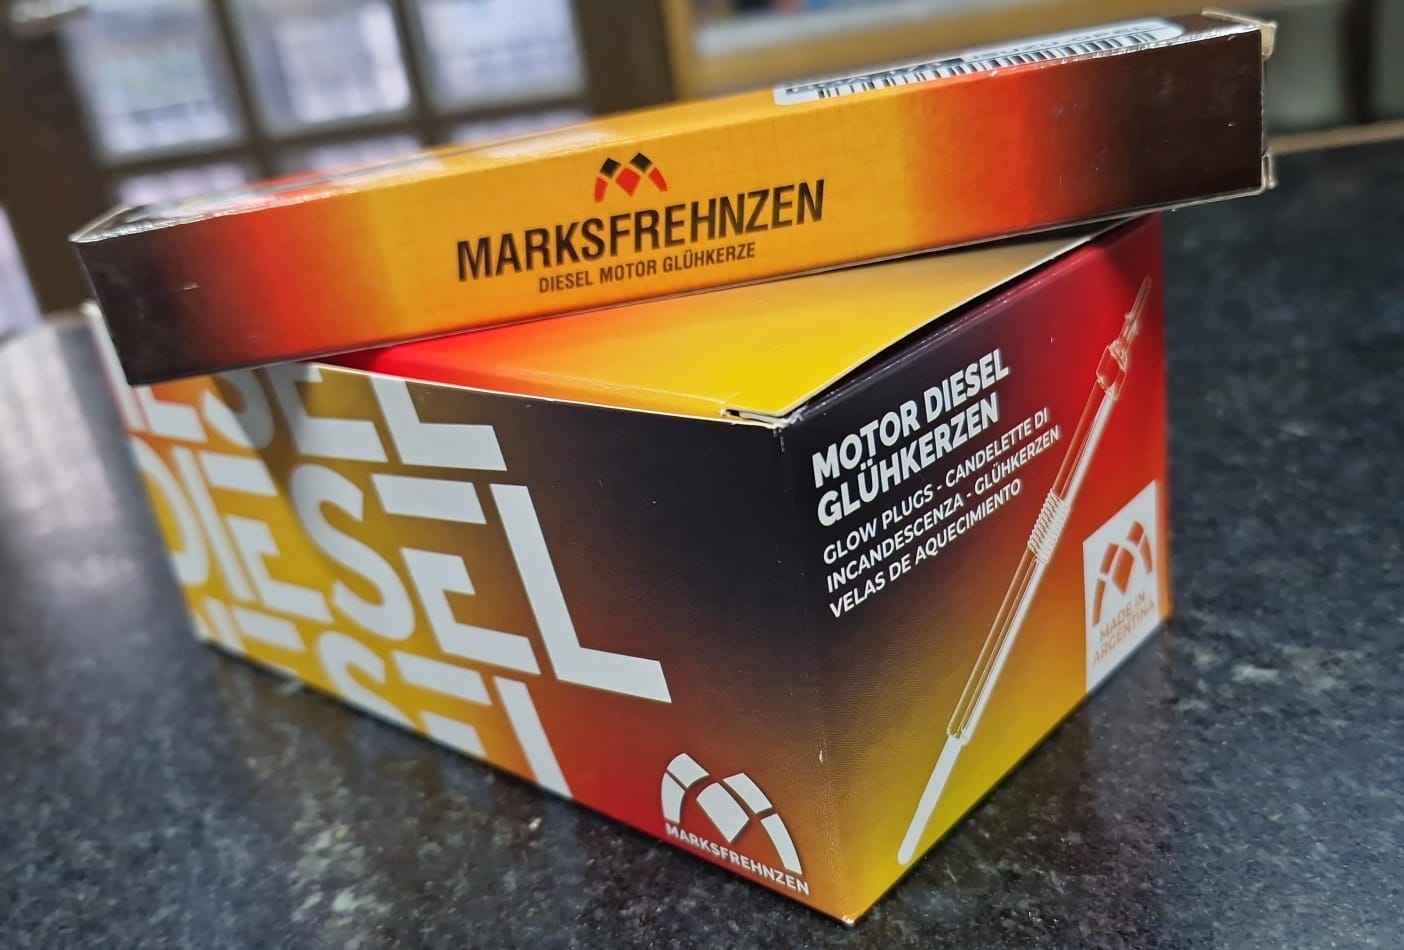 MARKSFREHNZEN
DIESEL MOTOR GLÜHKERZE
DIESEL
DIESEL
DIESEL
MARKSFREHNZEN
MOTOR DIESEL
GLÜHKERZEN
GLOW PLUGS - CANDELETTE DI
INCANDESCENZA - GLÜHKERZEN
VELAS DE AQUECIMIENTO
MADE IN
ARGENTINA